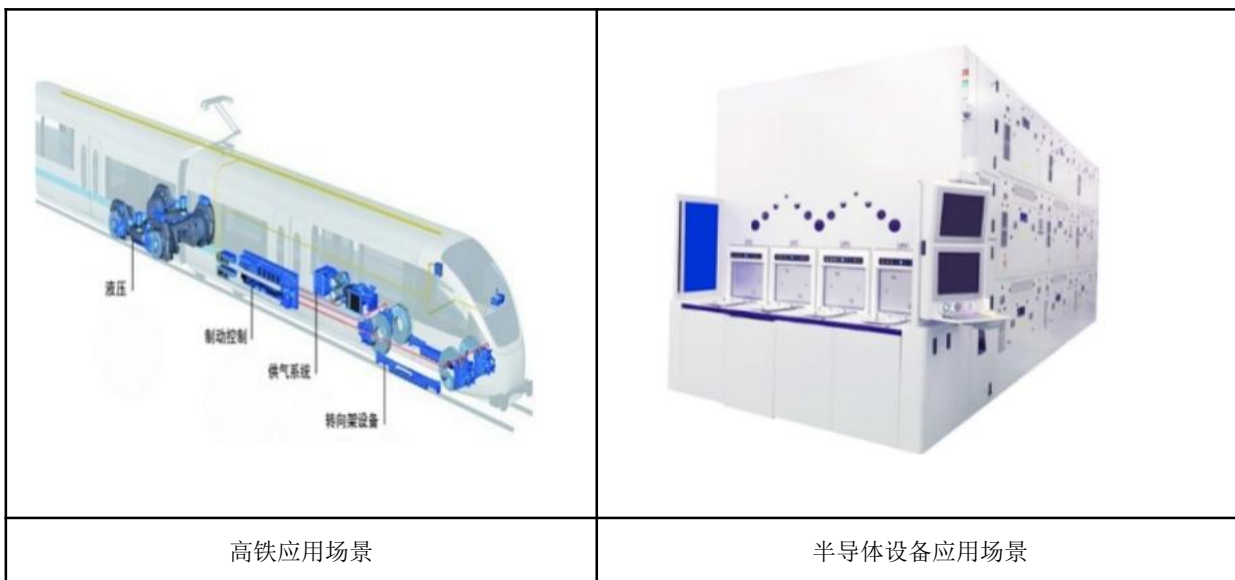 液压
制动控制
供气系统
转向架设备
高铁应用场景
半导体设备应用场景